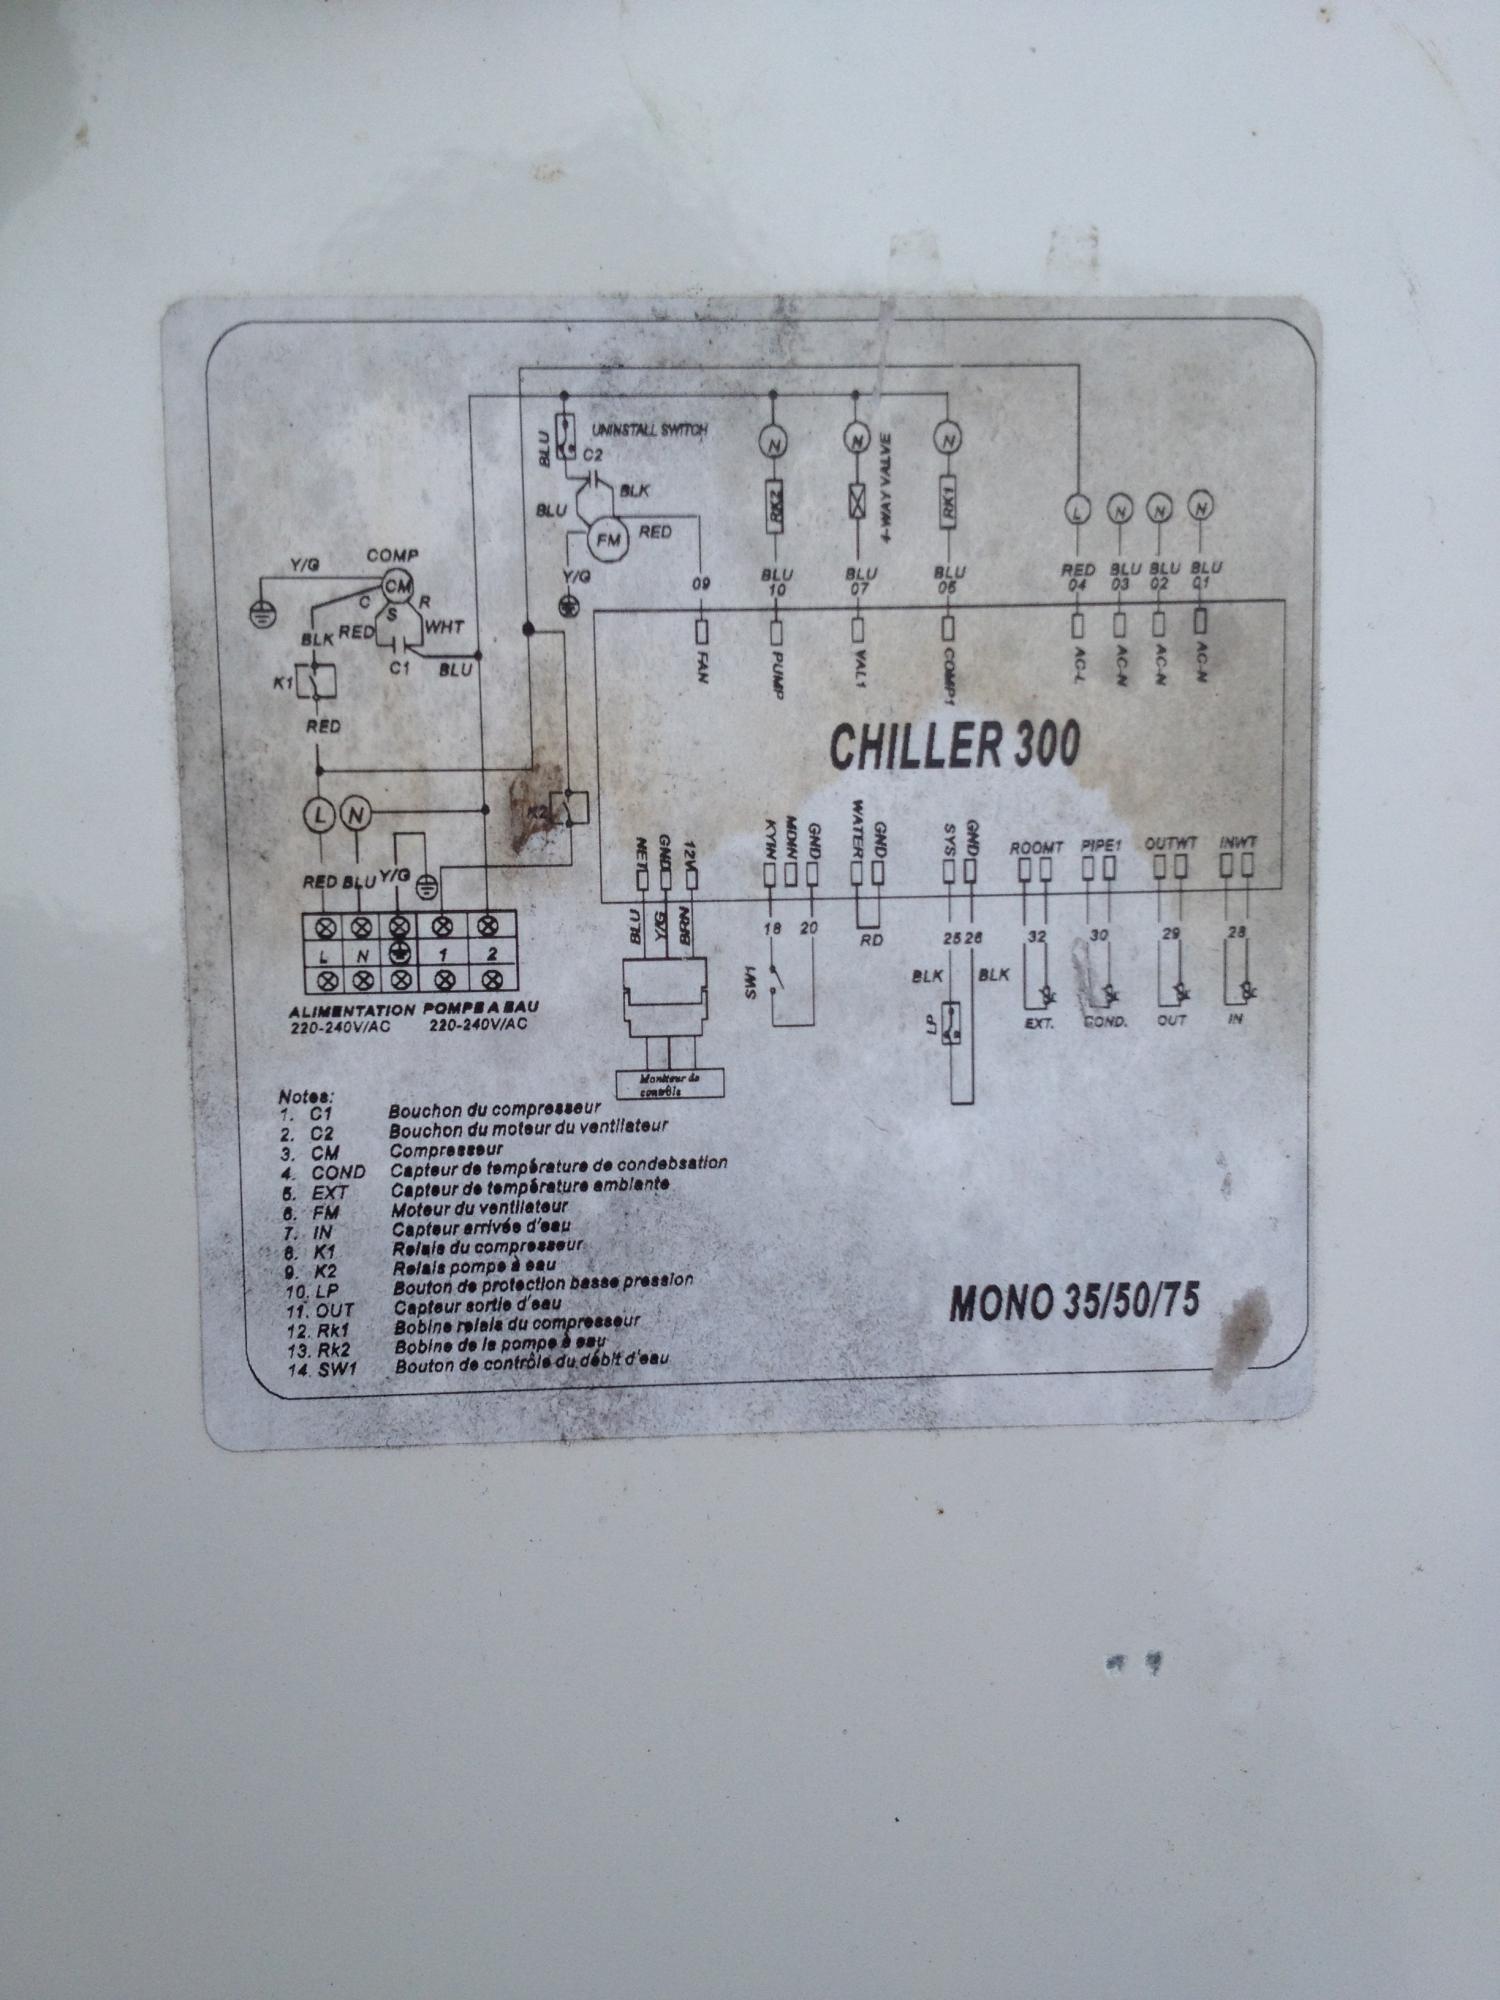 UNINSTALL SWITCH
BLU
C2
BLK
BLU
FM
RED
Y/G
09
N
RK2
BLU
10
N
4-WAY VALVE
BLU
07
N
RK1
BLU
L
N
N
N
RED
BLU
BLU
BLU
04
03
02
01
COMP
Y/G
CM
C
S
R
BLK
RED
WHT
C1
BLU
K1
RED
L
N
K2
RED
BLU
Y/G
L
N
1
2
ALIMENTATION
220-240V/AC
POMPE A EAU
220-240V/AC
FAN
PUMP
VAL1
COMP1
AC-L
AC-N
AC-N
AC-N
CHILLER 300
NET
GND
12V
KYIN
GND
WATER
GND
SYS
GND
ROOMT
PIPE1
OUTWT
INWT
BLU
Y/G
BRN
18
20
RD
25
26
32
30
29
28
SW1
BLK
BLK
LP
EXT.
COND.
OUT
IN
Moniteur de
contrôle
Notes:
1. C1 Bouchon du compresseur
2. C2 Bouchon du moteur du ventilateur
3. CM Compresseur
4. COND Capteur de température de condebsation
5. EXT Capteur de température ambiante
6. FM Moteur du ventilateur
7. IN Capteur arrivée d'eau
8. K1 Relais du compresseur
9. K2 Relais pompe à eau
10. LP Bouton de protection basse pression
11. OUT Capteur sortie d'eau
12. Rk1 Bobine relais du compresseur
13. Rk2 Bobine de la pompe à eau
14. SW1 Bouton de contrôle du débit d'eau
MONO 35/50/75